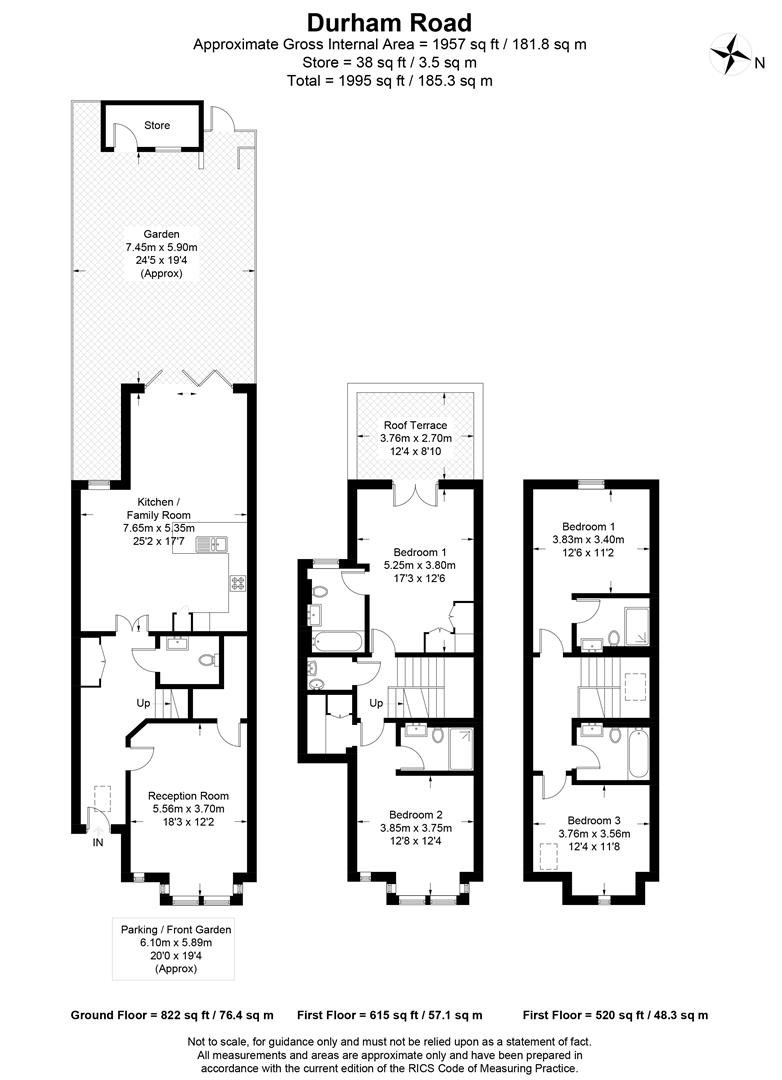 Durham Road
Approximate Gross Internal Area = 1957 sq ft / 181.8 sq m
Store = 38 sq ft / 3.5 sq m
Total = 1995 sq ft / 185.3 sq m
N
Store
Garden
7.45m x 5.90m
24'5 x 19'4
(Approx)
Kitchen /
Family Room
7.65m x 5.35m
25'2 x 17'7
Up
Reception Room
5.56m x 3.70m
18'3 x 12'2
IN
Parking / Front Garden
6.10m x 5.89m
20'0 x 19'4
(Approx)
Roof Terrace
3.76m x 2.70m
12'4 x 8'10
Bedroom 1
5.25m x 3.80m
17'3 x 12'6
Up
Bedroom 2
3.85m x 3.75m
12'8 x 12'4
Bedroom 1
3.83m x 3.40m
12'6 x 11'2
Bedroom 3
3.76m x 3.56m
12'4 x 11'8
Ground Floor = 822 sq ft / 76.4 sq m
First Floor = 615 sq ft / 57.1 sq m
First Floor = 520 sq ft / 48.3 sq m
Not to scale, for guidance only and must not be relied upon as a statement of fact.
All measurements and areas are approximate only and have been prepared in
accordance with the current edition of the RICS Code of Measuring Practice.